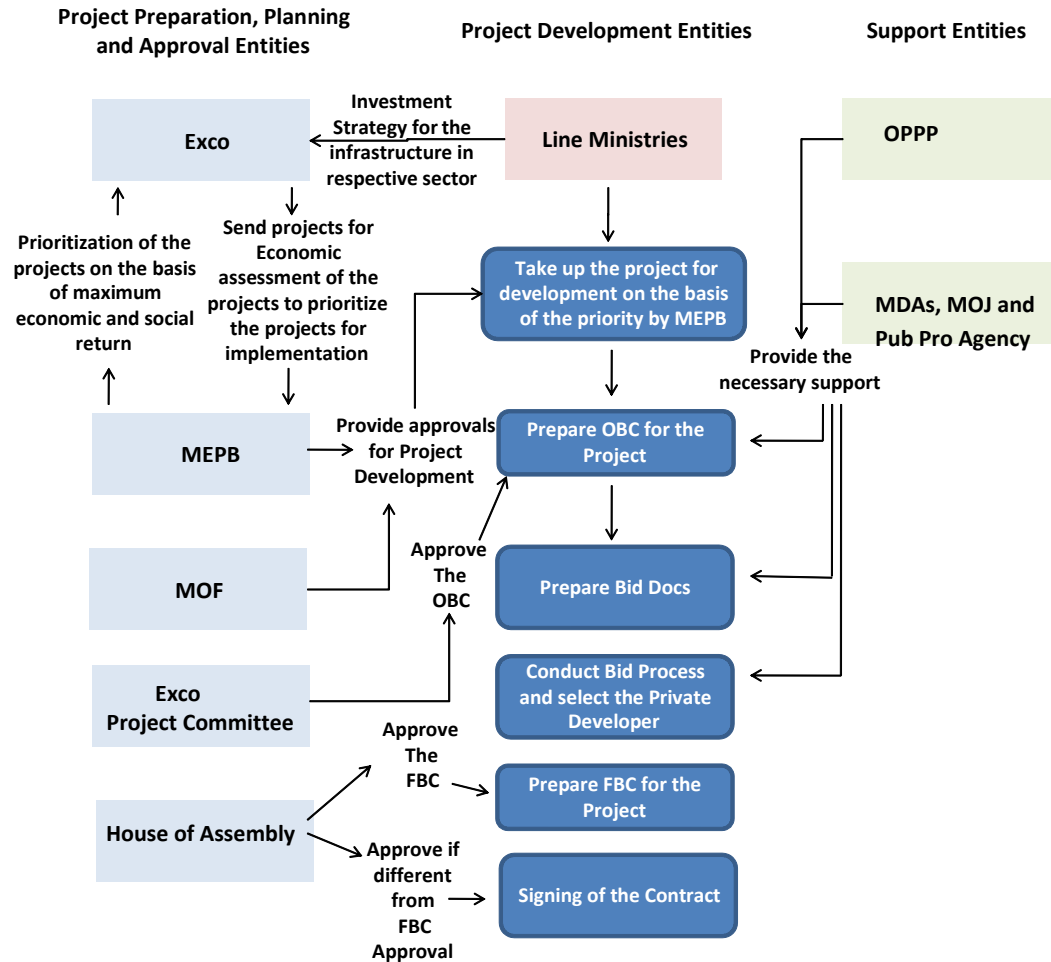 Project Preparation, Planning
and Approval Entities
Project Development Entities
Support Entities
Exco
Investment
Strategy for the
infrastructure in
respective sector
Line Ministries
OPPP
Prioritization of the
projects on the basis
of maximum
economic and social
return
Send projects for
Economic
assessment of the
projects to prioritize
the projects for
implementation
Take up the project for
development on the basis
of the priority by MEPB
MDAs, MOJ and
Pub Pro Agency
Provide the
necessary support
MEPB
Provide approvals
for Project
Development
Prepare OBC for the
Project
MOF
Approve
The
OBC
Prepare Bid Docs
Exco
Project Committee
Conduct Bid Process
and select the Private
Developer
Approve
The
FBC
Prepare FBC for the
Project
House of Assembly
Approve if
different
from
FBC
Approval
Signing of the Contract